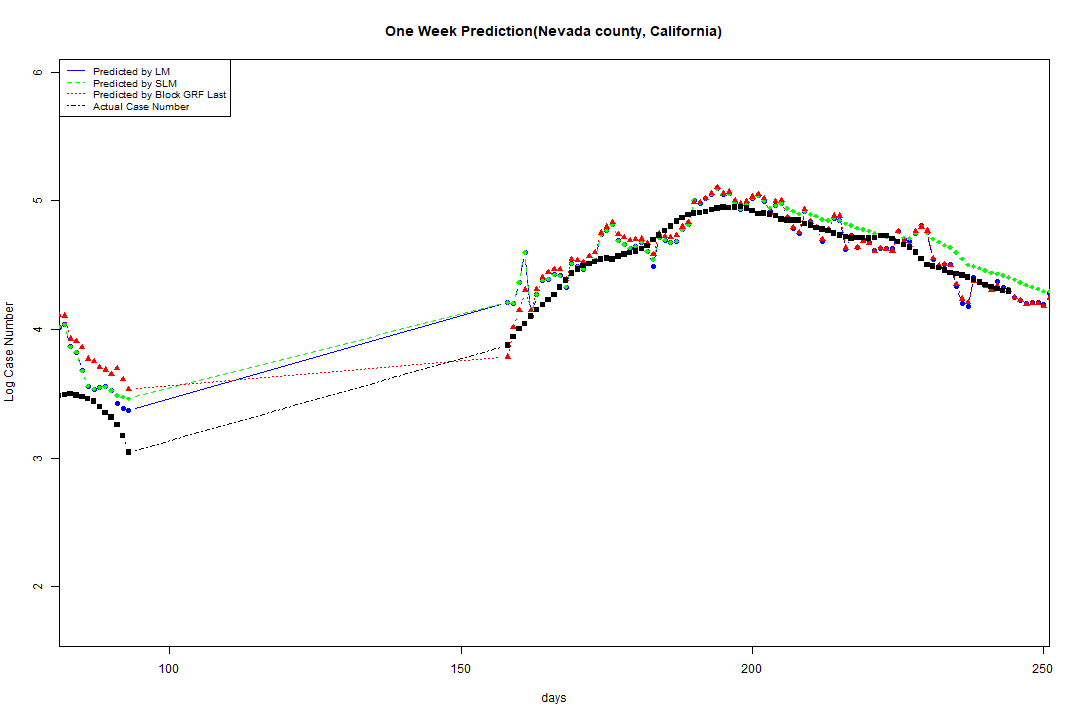 One Week Prediction(Nevada county, California)
Predicted by LM
Predicted by SLM
Predicted by Block GRF Last
Actual Case Number
6
5
4
3
2
Log Case Number
100
150
200
250
days